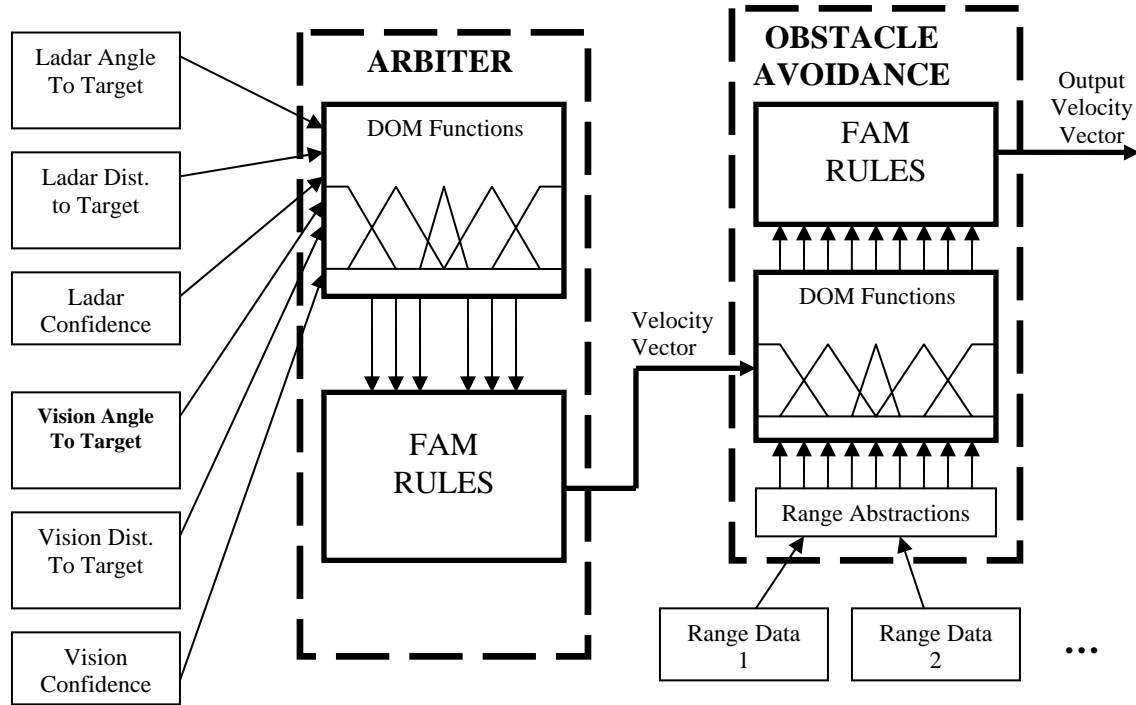 Ladar Angle
To Target
Ladar Dist.
to Target
Ladar
Confidence
Vision Angle
To Target
Vision Dist.
To Target
Vision
Confidence
ARBITER
DOM Functions
FAM
RULES
Velocity
Vector
OBSTACLE
AVOIDANCE
FAM
RULES
DOM Functions
Range Abstractions
Range Data
1
Range Data
2
...
Output
Velocity
Vector